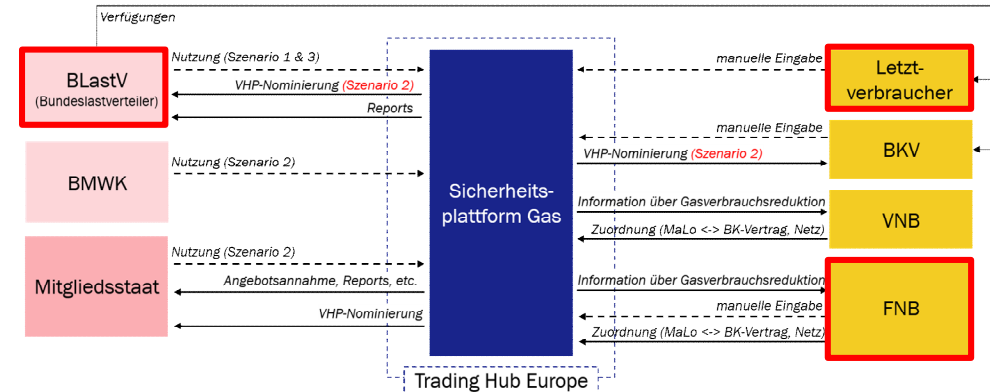 Verfügungen
BLastV
(Bundeslastverteiler)
Nutzung (Szenario 1 & 3)
VHP-Nominierung (Szenario 2)
Reports
BMWK
Nutzung (Szenario 2)
Mitgliedsstaat
Nutzung (Szenario 2)
Angebotsannahme, Reports, etc.
VHP-Nominierung
Sicherheits-
plattform Gas
Trading Hub Europe
manuelle Eingabe
Letzt-
verbraucher
manuelle Eingabe
VHP-Nominierung (Szenario 2)
BKV
Information über Gasverbrauchsreduktion
Zuordnung (MaLo <-> BK-Vertrag, Netz)
VNB
Information über Gasverbrauchsreduktion
manuelle Eingabe
Zuordnung (MaLo <-> BK-Vertrag, Netz)
FNB